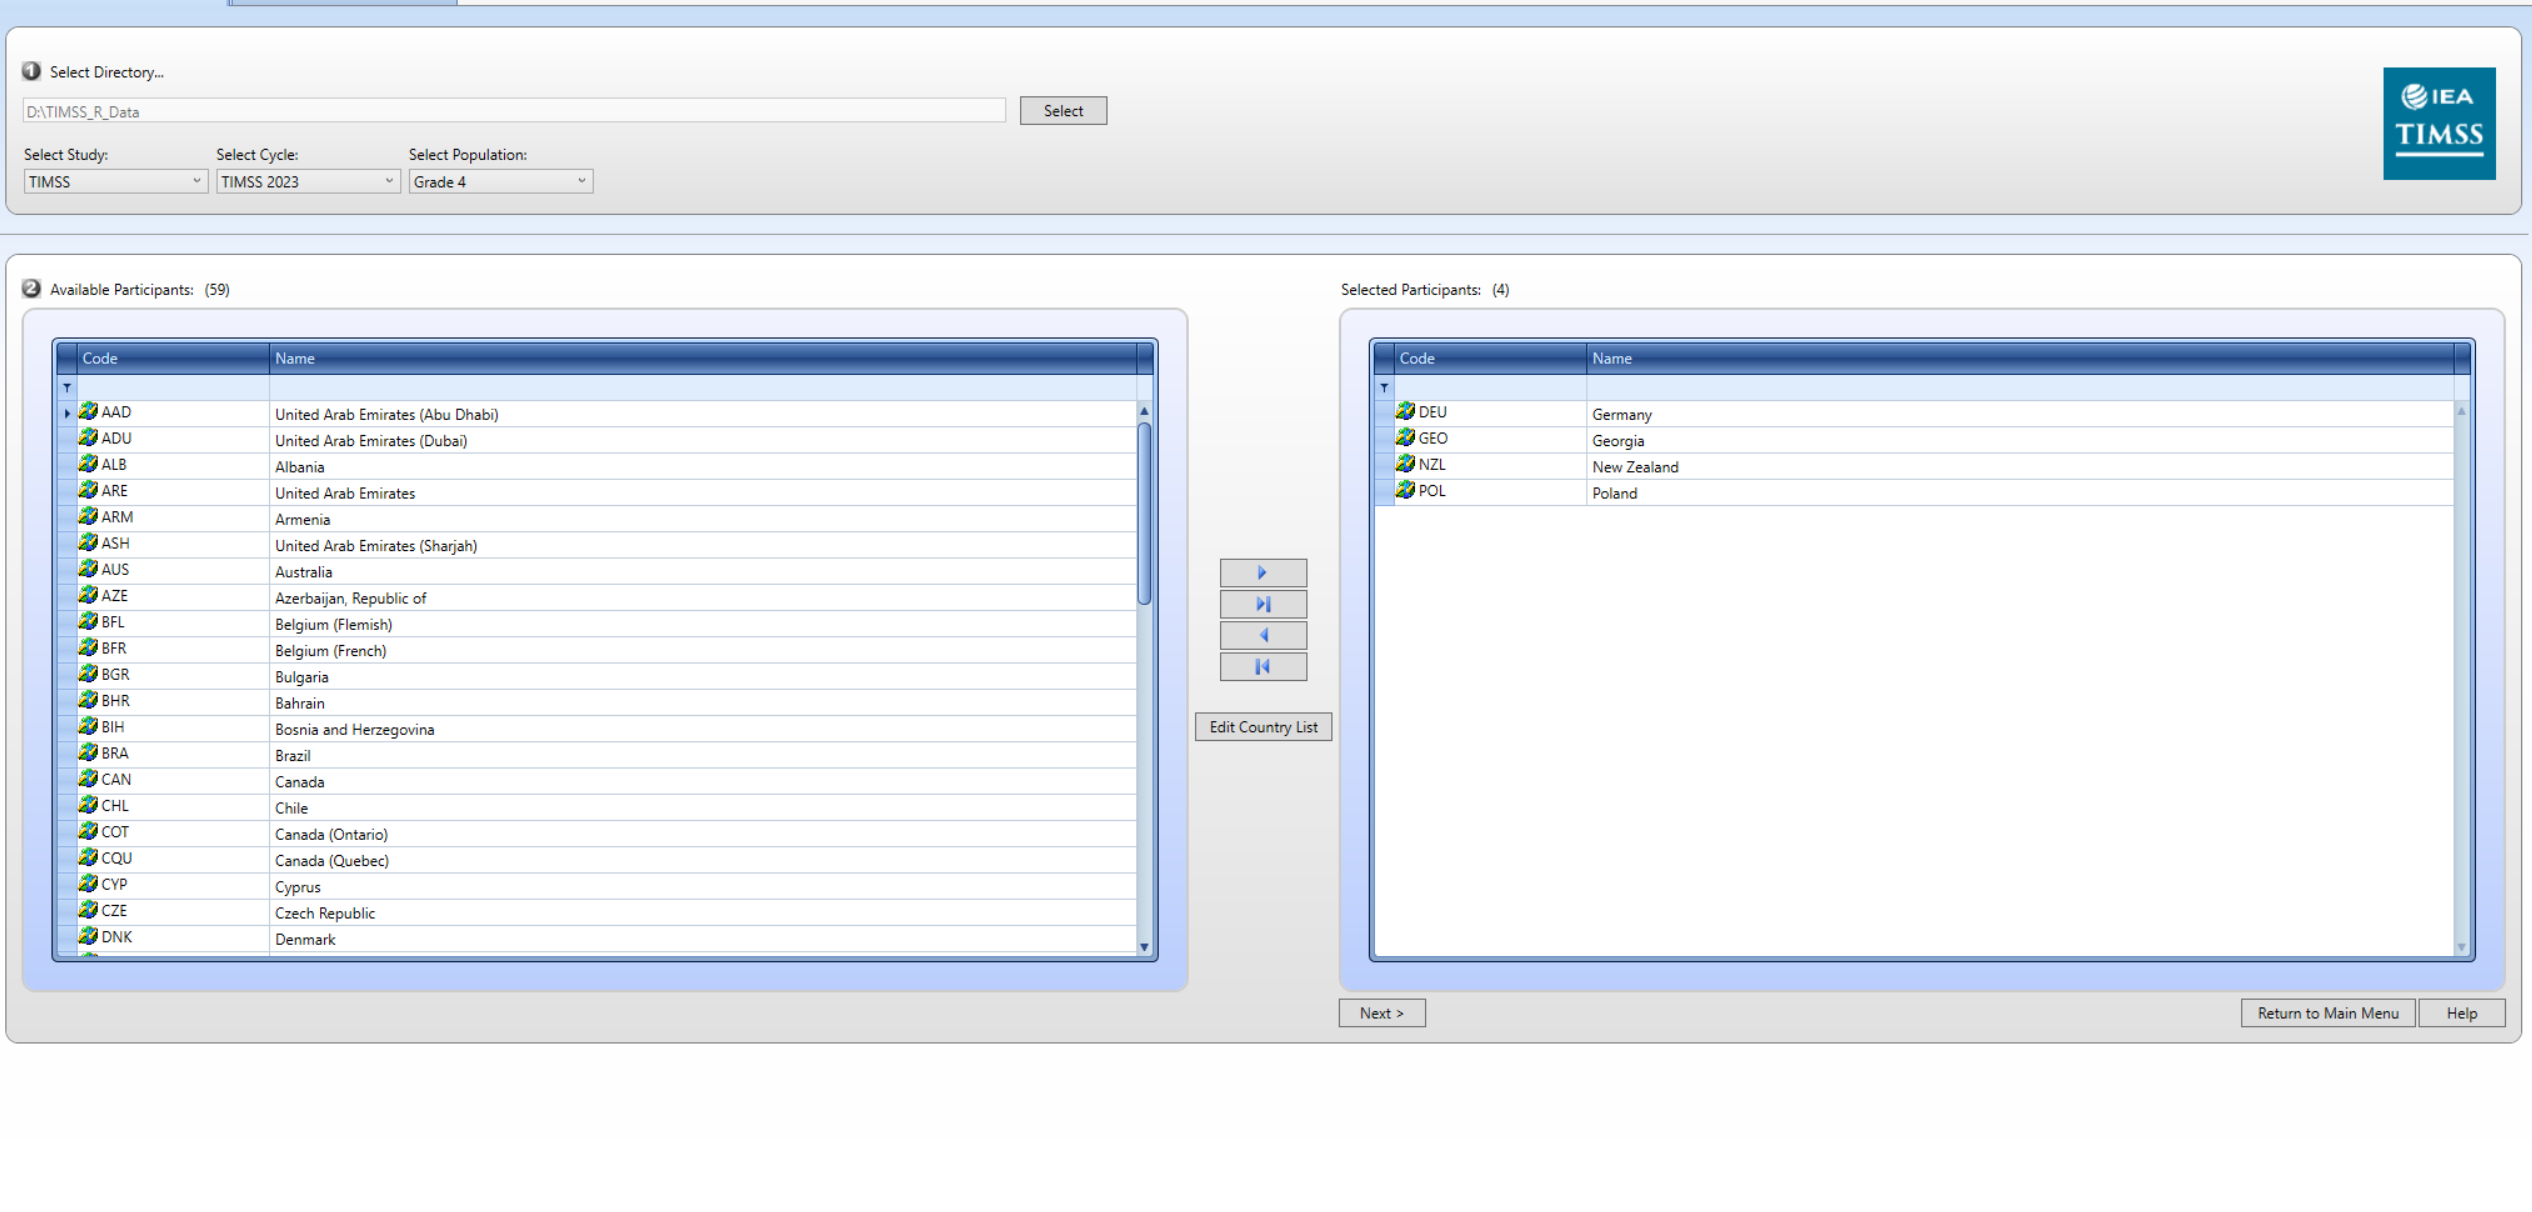 1 Select Directory...
D:\TIMSS_R_Data
Select
Select Study:
Select Cycle:
Select Population:
TIMSS
TIMSS 2023
Grade 4
IEA
TIMSS
2 Available Participants: (59)
Code Name
AAD United Arab Emirates (Abu Dhabi)
ADU United Arab Emirates (Dubai)
ALB Albania
ARE United Arab Emirates
ARM Armenia
ASH United Arab Emirates (Sharjah)
AUS Australia
AZE Azerbaijan, Republic of
BFL Belgium (Flemish)
BFR Belgium (French)
BGR Bulgaria
BHR Bahrain
BIH Bosnia and Herzegovina
BRA Brazil
CAN Canada
CHL Chile
COT Canada (Ontario)
CQU Canada (Quebec)
CYP Cyprus
CZE Czech Republic
DNK Denmark
Edit Country List
Selected Participants: (4)
Code Name
DEU Germany
GEO Georgia
NZL New Zealand
POL Poland
Next >
Return to Main Menu
Help